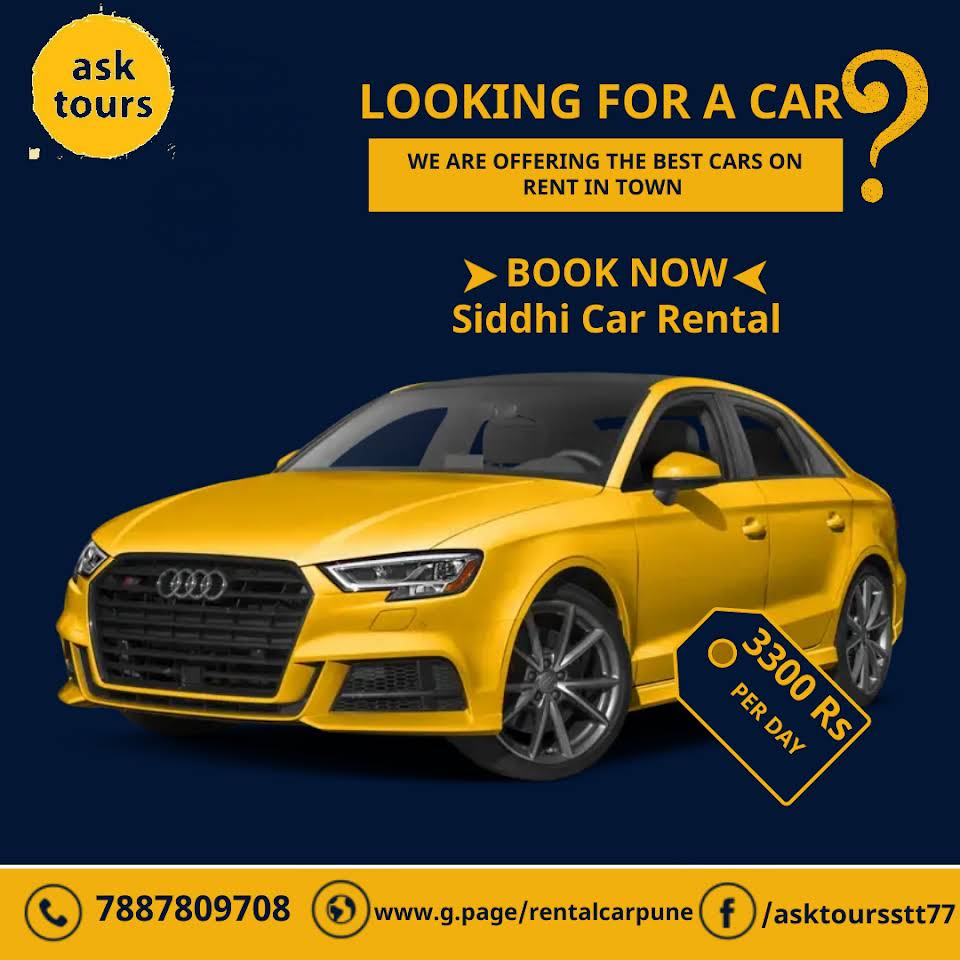 ask
tours
LOOKING FOR A CAR?
WE ARE OFFERING THE BEST CARS ON
RENT IN TOWN
➤ BOOK NOW ⮜
Siddhi Car Rental
3300 Rs
PER DAY
7887809708
www.g.page/rentalcarpune
/asktoursstt77